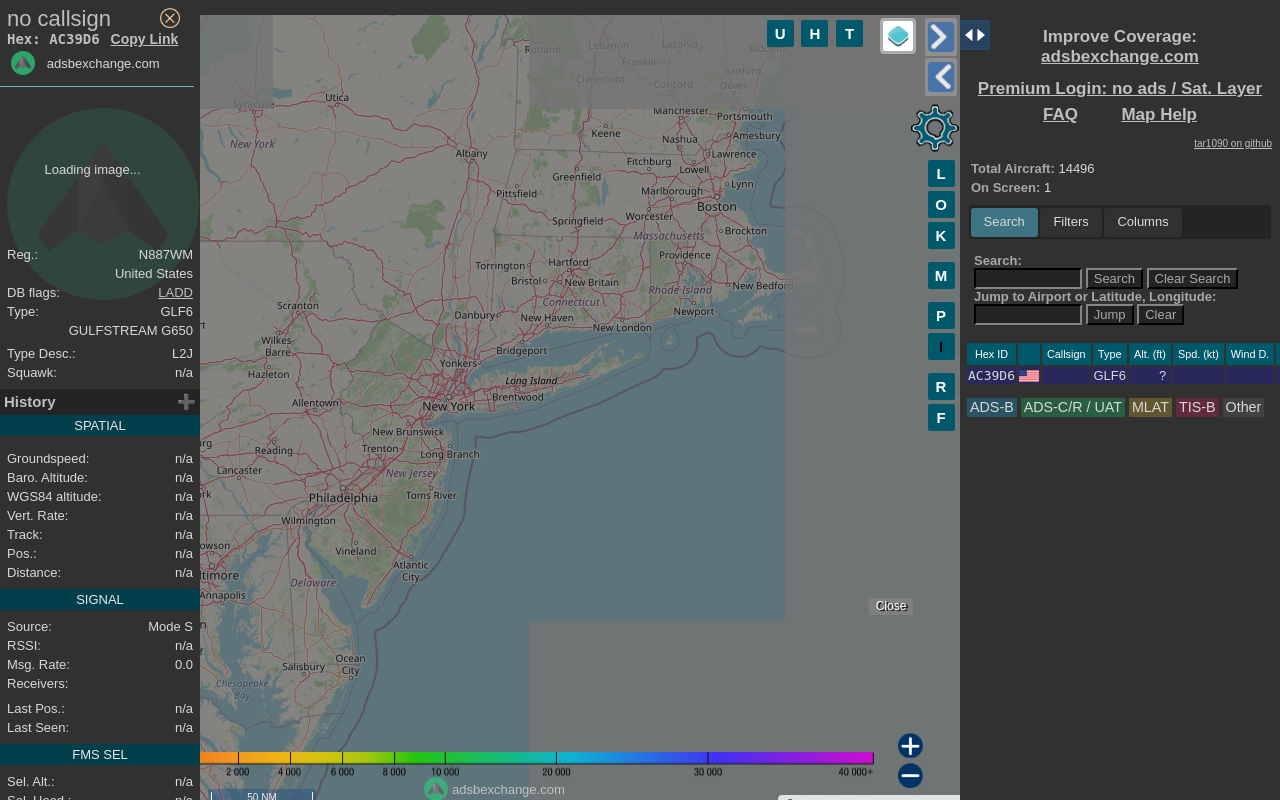 no callsign
Hex: AC39D6 Copy Link
adsbexchange.com
Loading image...
Reg.: N887WM
United States
DB flags: LADD
Type: GLF6
GULFSTREAM G650
Type Desc.: L2J
Squawk: n/a
History
SPATIAL
Groundspeed: n/a
Baro. Altitude: n/a
WGS84 altitude: n/a
Vert. Rate: n/a
Track: n/a
Pos.: n/a
Distance: n/a
SIGNAL
Source: Mode S
RSSI: n/a
Msg. Rate: 0.0
Receivers:
Last Pos.: n/a
Last Seen: n/a
FMS SEL
Sel. Alt.: n/a
Sel. Head.: n/a
U H T
Rutland
Lebanon
Laconia
Franklin
Claremont
Concord
Sanford
Dover
Syracuse
Utica
Manchester
Portsmouth
Keene
Nashua
Amesbury
New York
Albany
Fitchburg
Lawrence
Greenfield
Lowell
Pittsfield
Marlborough
Lynn
Springfield
Worcester
Boston
Massachusetts
Brockton
Torrington
Hartford
Providence
Bristol
New Britain
New Bedford
Rhode Island
Scranton
Connecticut
Danbury
New Haven
Newport
New London
Wilkes-
Barre
Bridgeport
Hazleton
Yonkers
Long Island
Allentown
Brentwood
New York
New Brunswick
Reading
Trenton
Long Branch
Lancaster
New Jersey
Philadelphia
Toms River
Wilmington
Vineland
Atlantic
City
Delaware
Annapolis
Ocean
City
Salisbury
Chesapeake
Bay
L
O
K
M
P
I
R
F
Close
2 000 4 000 6 000 8 000 10 000 20 000 30 000 40 000+
adsbexchange.com
50 NM
Improve Coverage:
adsbexchange.com
Premium Login: no ads / Sat. Layer
FAQ Map Help
tar1090 on github
Total Aircraft: 14496
On Screen: 1
Search Filters Columns
Search:
Search Clear Search
Jump to Airport or Latitude, Longitude:
Jump Clear
Hex ID Callsign Type Alt. (ft) Spd. (kt) Wind D.
AC39D6 GLF6 ?
ADS-B ADS-C/R / UAT MLAT TIS-B Other